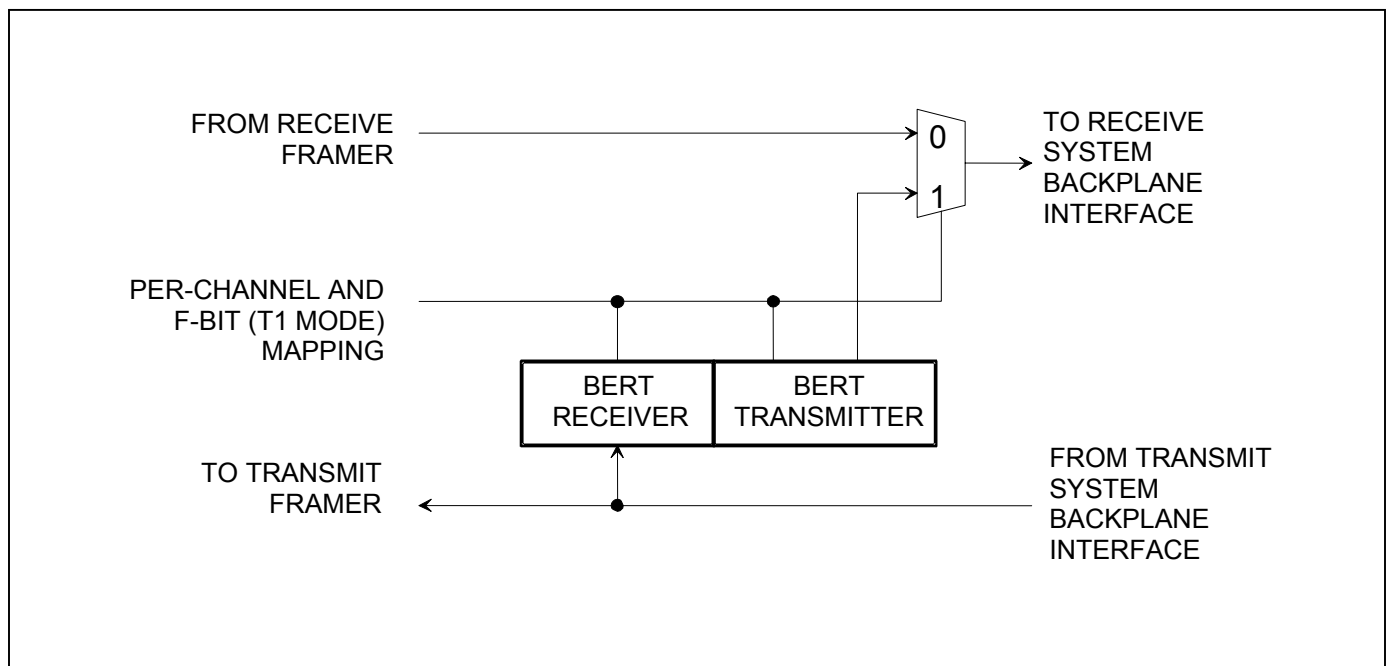 FROM RECEIVE
FRAMER
0
TO RECEIVE
SYSTEM
BACKPLANE
INTERFACE
1
PER-CHANNEL AND
F-BIT (T1 MODE)
MAPPING
BERT
RECEIVER
BERT
TRANSMITTER
TO TRANSMIT
FRAMER
FROM TRANSMIT
SYSTEM
BACKPLANE
INTERFACE